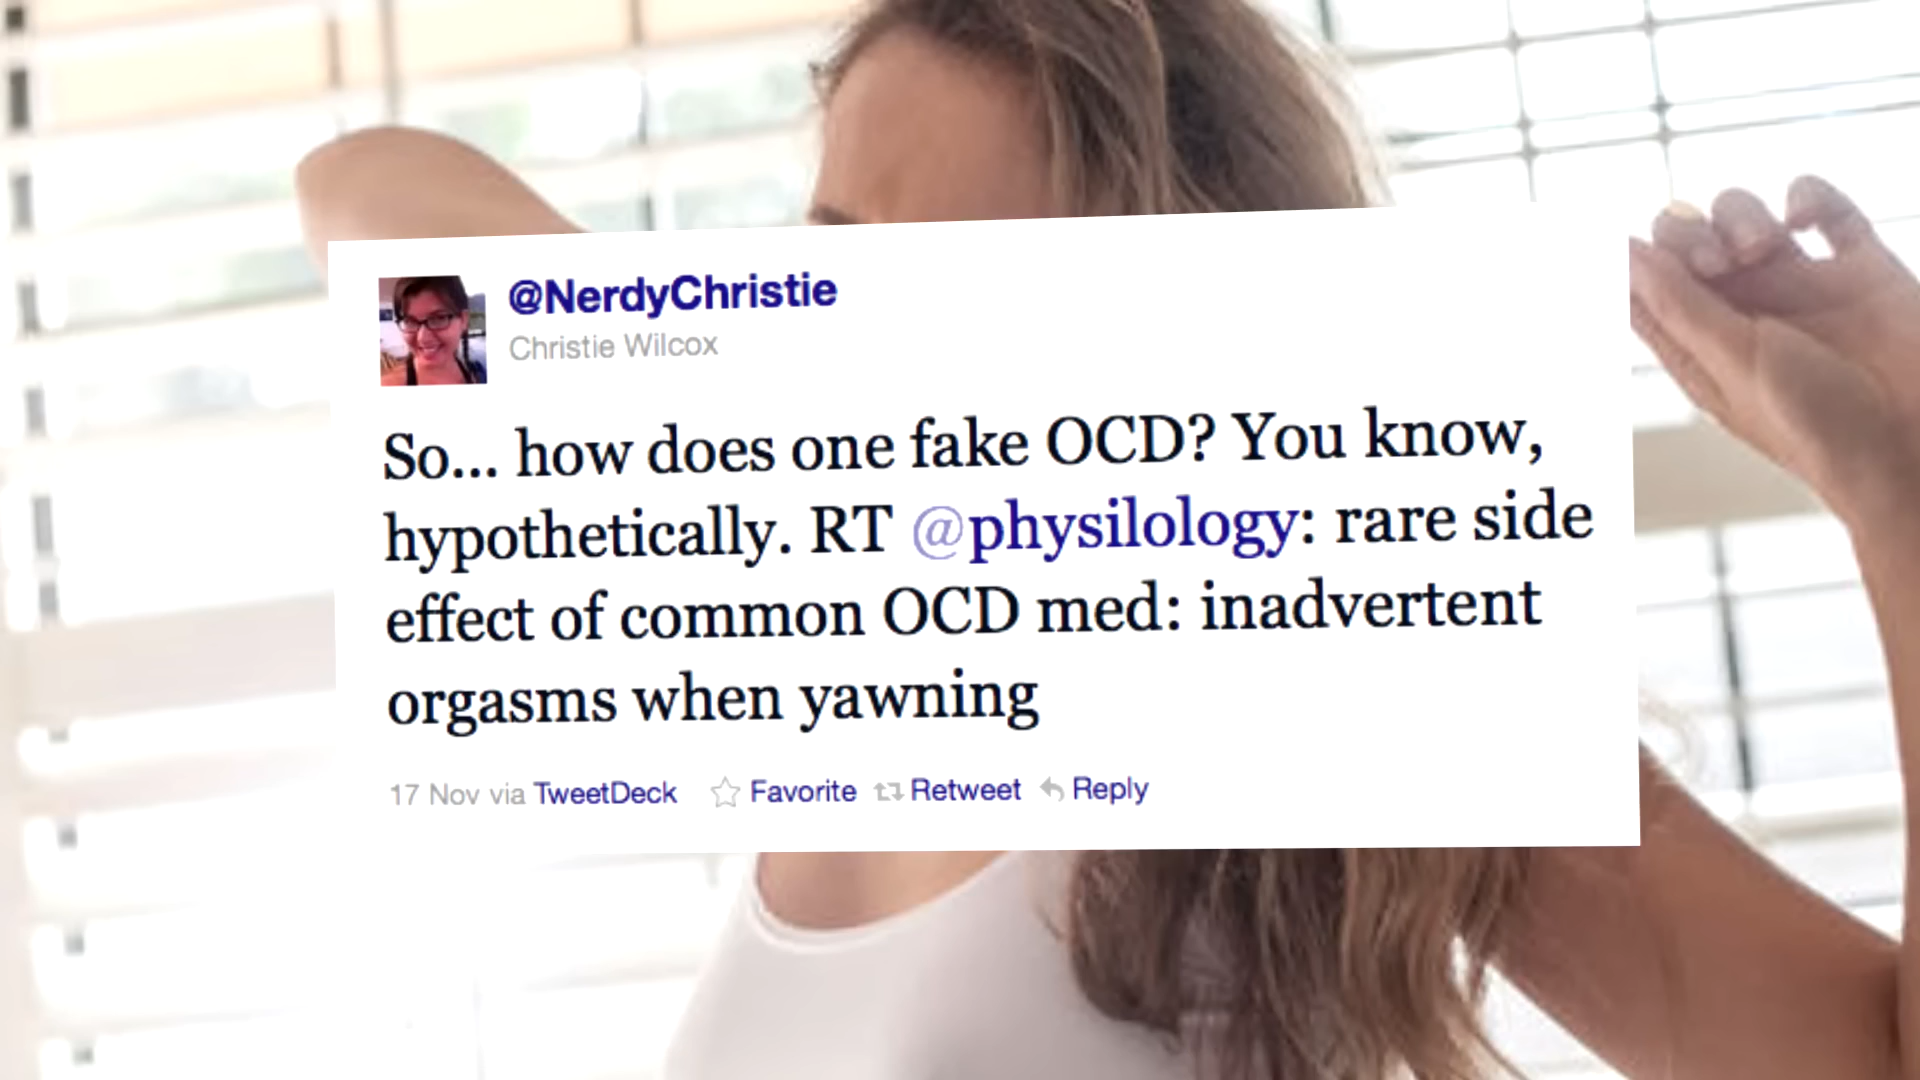 @NerdyChristie
Christie Wilcox
So... how does one fake OCD? You know,
hypothetically. RT @physilology: rare side
effect of common OCD med: inadvertent
orgasms when yawning
17 Nov via TweetDeck Favorite Retweet Reply